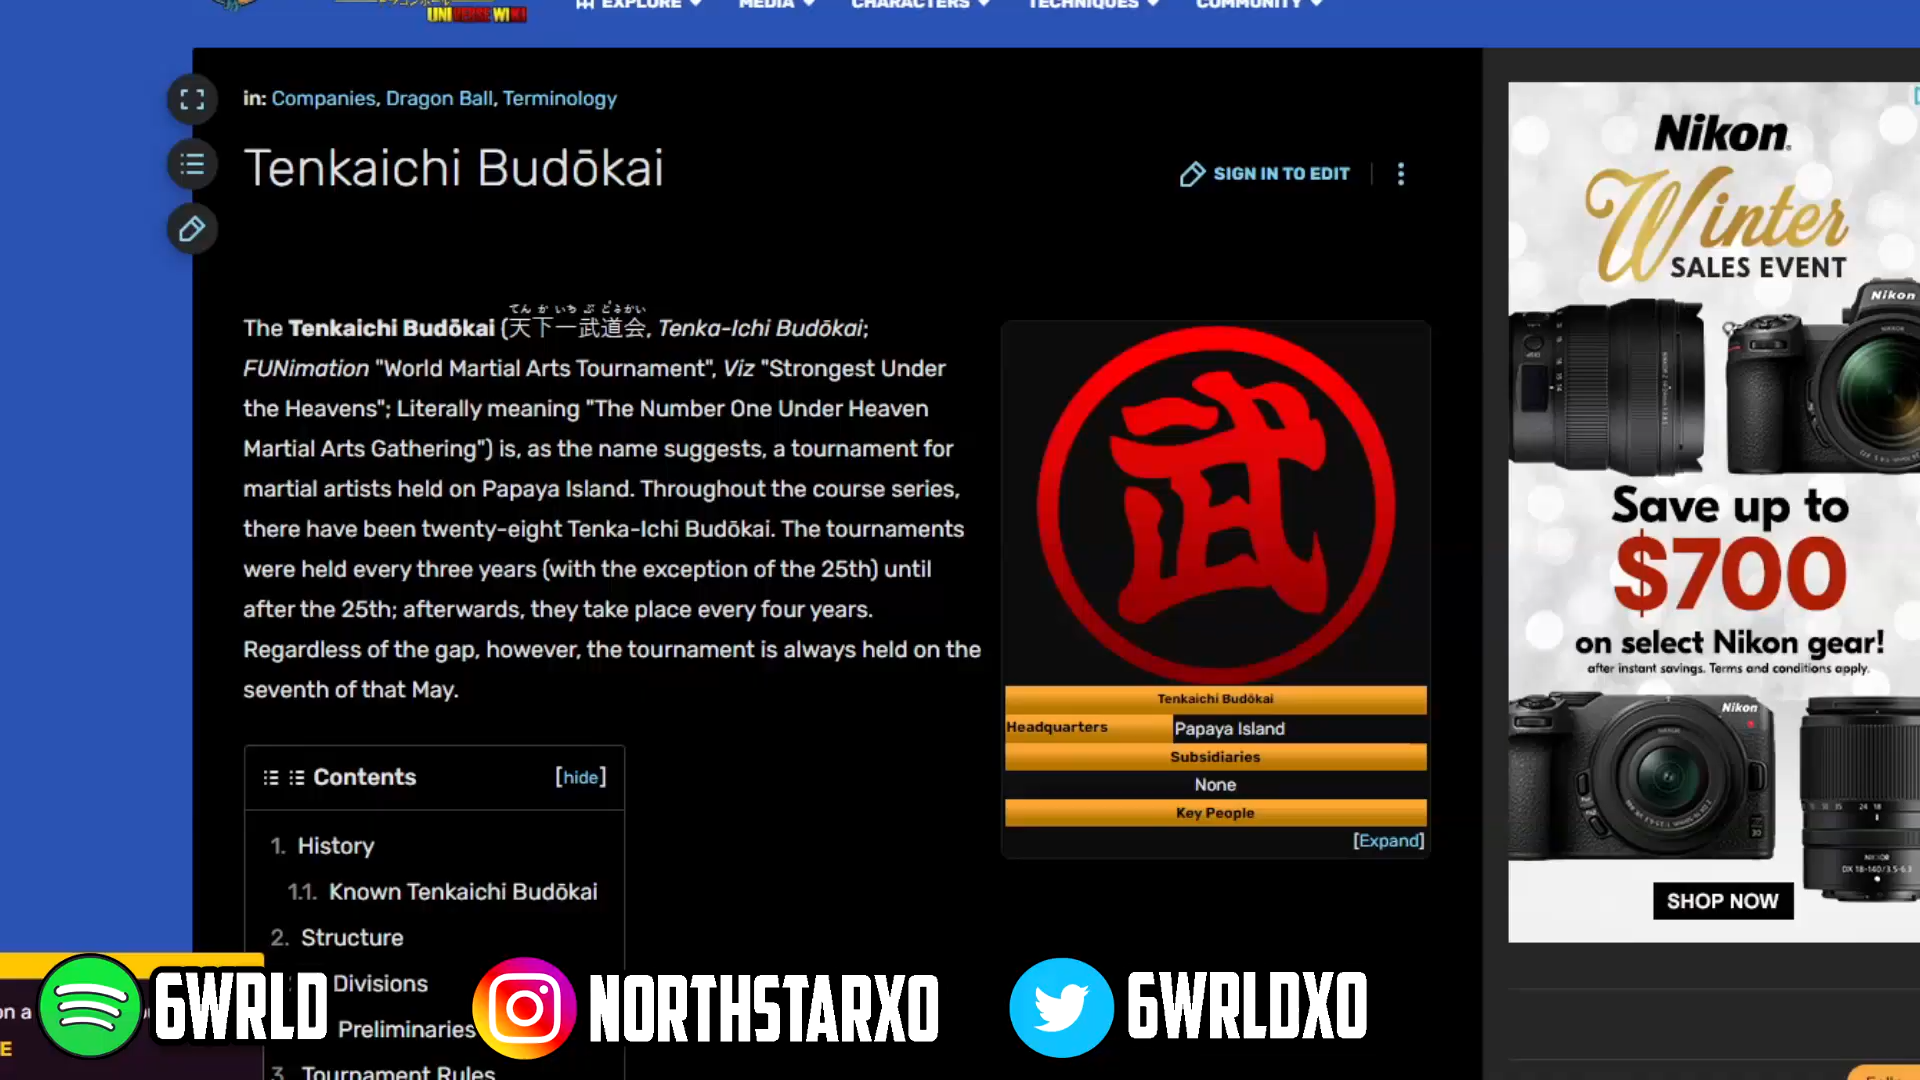 UNIVERSE WIKI
EXPLORE
MEDIA
CHARACTERS
TECHNIQUES
COMMUNITY
in: Companies, Dragon Ball, Terminology
Tenkaichi Budōkai
SIGN IN TO EDIT
てん か いち ぶ どうかい
The Tenkaichi Budōkai (天下一武道会, Tenka-Ichi Budōkai;
FUNimation "World Martial Arts Tournament", Viz "Strongest Under
the Heavens"; Literally meaning "The Number One Under Heaven
Martial Arts Gathering") is, as the name suggests, a tournament for
martial artists held on Papaya Island. Throughout the course series,
there have been twenty-eight Tenka-Ichi Budōkai. The tournaments
were held every three years (with the exception of the 25th) until
after the 25th; afterwards, they take place every four years.
Regardless of the gap, however, the tournament is always held on the
seventh of that May.
武
Tenkaichi Budōkai
Headquarters Papaya Island
Subsidiaries
None
Key People
[Expand]
Contents [hide]
1. History
1.1. Known Tenkaichi Budōkai
2. Structure
Divisions
Preliminaries
3. Tournament Rules
Nikon
Winter
SALES EVENT
Nikon
Save up to
$700
on select Nikon gear!
after instant savings. Terms and conditions apply.
Nikon
DX 18-140/3.5-6.3
SHOP NOW
6WRLD
NORTHSTARXO
6WRLDXO